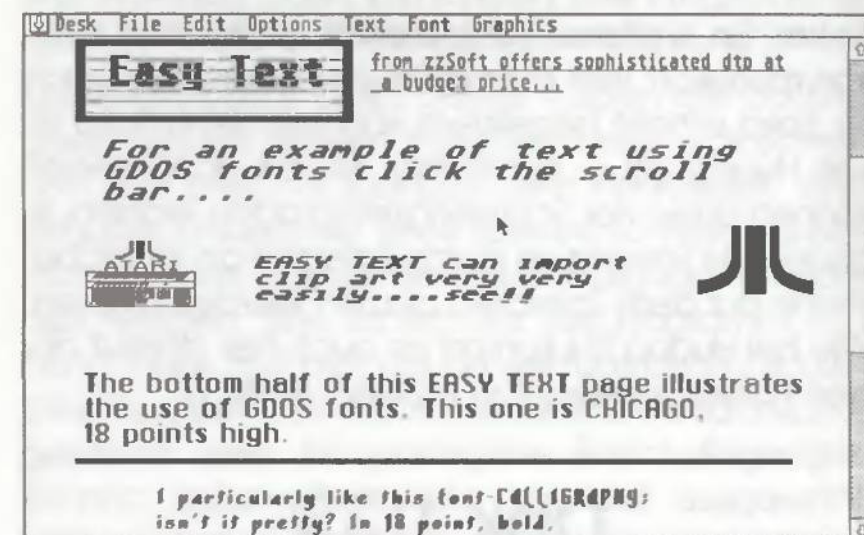 Desk File Edit Options Text Font Graphics
Easy Text
from zzSoft offers sophisticated dtp at
a budget price...
For an example of text using
GDOS fonts click the scroll
bar....
ATARI
EASY TEXT can import
clip art very very
easily....see!!
The bottom half of this EASY TEXT page illustrates
the use of GDOS fonts. This one is CHICAGO,
18 points high.
I particularly like this font-
isn't it pretty? In 18 point, bold.